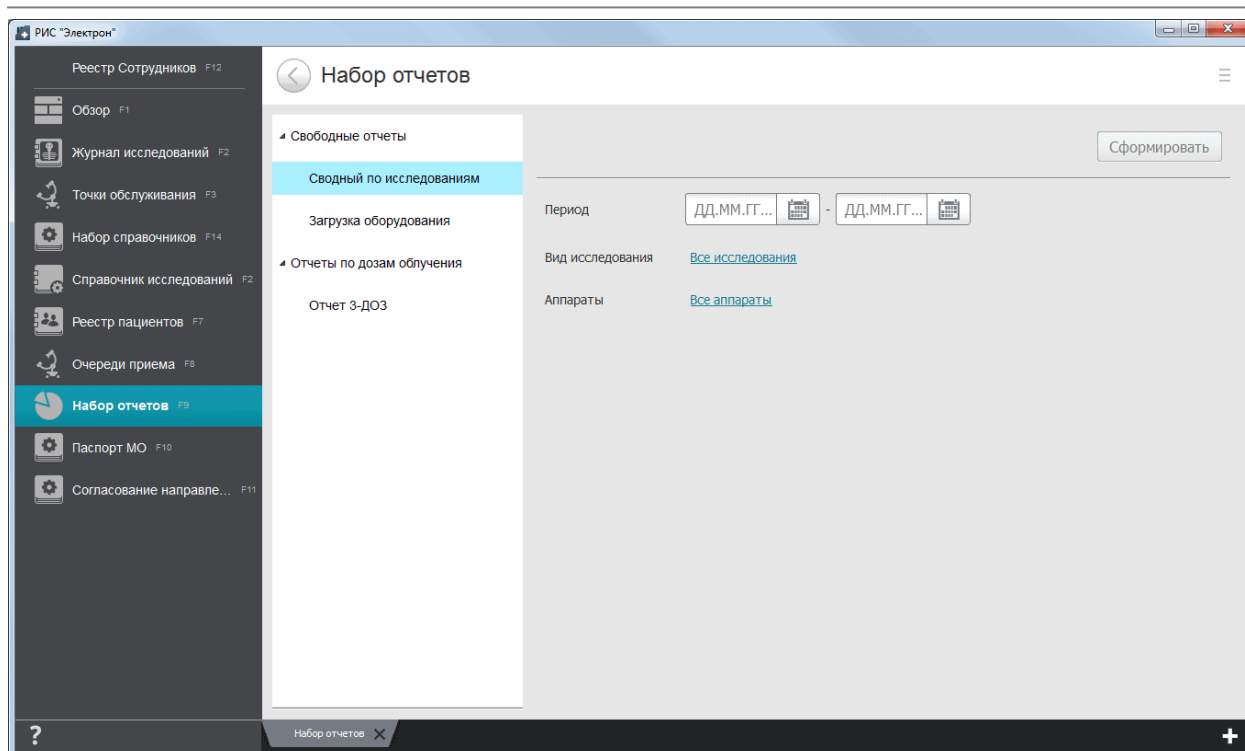 РИС "Электрон"
Реестр Сотрудников F12
Обзор F1
Журнал исследований F2
Точки обслуживания F3
Набор справочников F14
Справочник исследований F2
Реестр пациентов F7
Очереди приема F8
Набор отчетов F9
Паспорт МО F10
Согласование направле... F11
?
Набор отчетов
Свободные отчеты
Сводный по исследованиям
Загрузка оборудования
Отчеты по дозам облучения
Отчет 3-ДОЗ
Сформировать
Период ДД.ММ.ГГ... - ДД.ММ.ГГ...
Вид исследования Все исследования
Аппараты Все аппараты
Набор отчетов